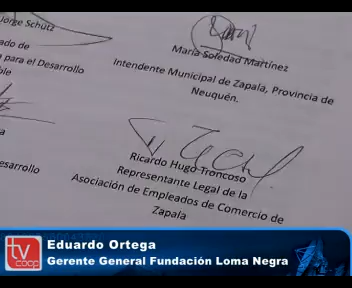 Jorge Schütz
ado de
para el Desarrollo
ble
María Soledad Martínez
Intendente Municipal de Zapala, Provincia de
Neuquén.
a
esarrollo
Ricardo Hugo Troncoso
Representante Legal de la
Asociación de Empleados de Comercio de
Zapala
tv
coop
Eduardo Ortega
Gerente General Fundación Loma Negra